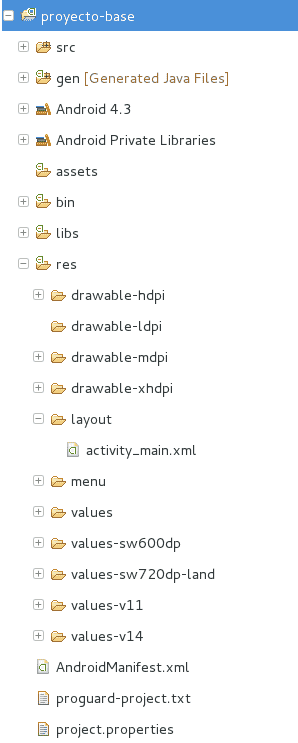 proyecto-base
src
gen [Generated Java Files]
Android 4.3
Android Private Libraries
assets
bin
libs
res
drawable-hdpi
drawable-ldpi
drawable-mdpi
drawable-xhdpi
layout
activity_main.xml
menu
values
values-sw600dp
values-sw720dp-land
values-v11
values-v14
AndroidManifest.xml
proguard-project.txt
project.properties